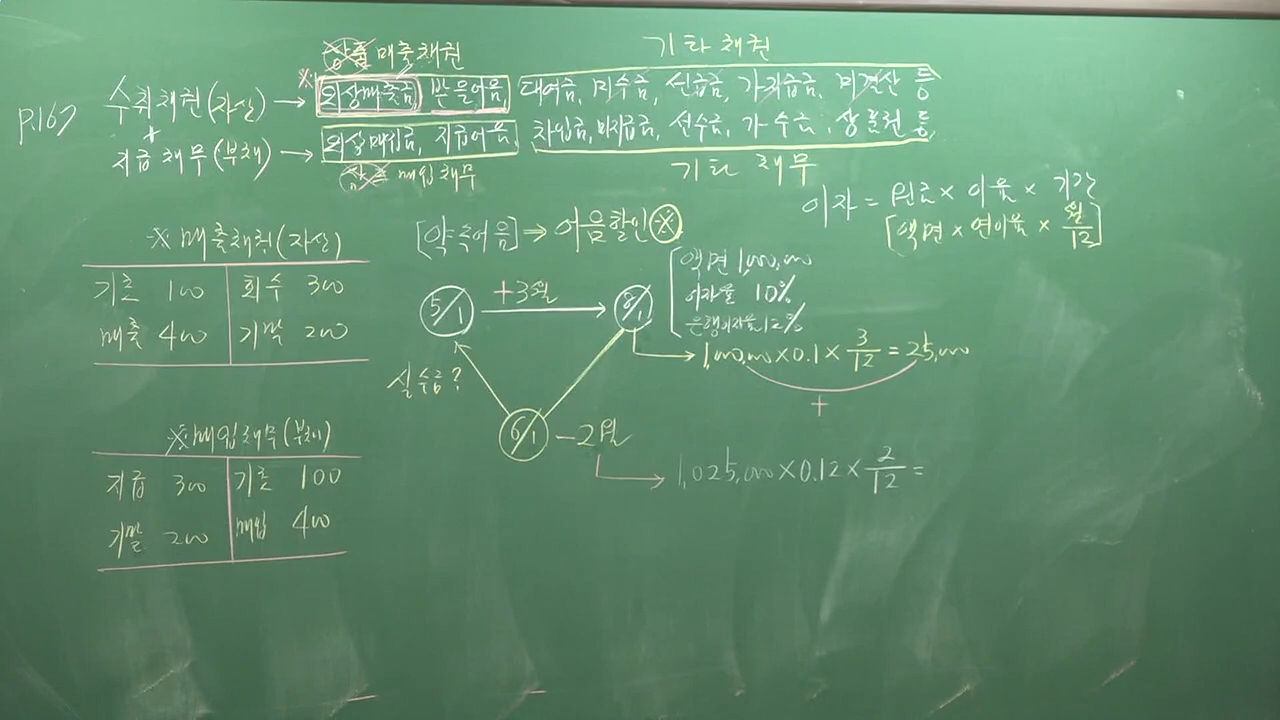 P.167
매출채권
기타채권
수취채권(자산) → ※ 외상매출금, 받을어음, 대여금, 미수금, 선급금, 가지급금, 미결산 등
지급채무(부채) → 외상매입금, 지급어음, 차입금, 미지급금, 선수금, 가수금, 상품권 등
매입채무
기타채무
이자 = 원금 × 이율 × 기간
[액면 × 연이율 × 월/12]
※ 매출채권(자산)
기초 100 회수 300
매출 400 기말 200
[약속어음] ⇒ 어음할인 ※
액면 1,000,000
이자율 10%
은행이자율 12%
5/1 +3월 8/1
1,000,000 × 0.1 × 3/12 = 25,000
+
실수금?
6/1 -2월
1,025,000 × 0.12 × 2/12 =
※ 매입채무(부채)
지급 300 기초 100
기말 200 매입 400